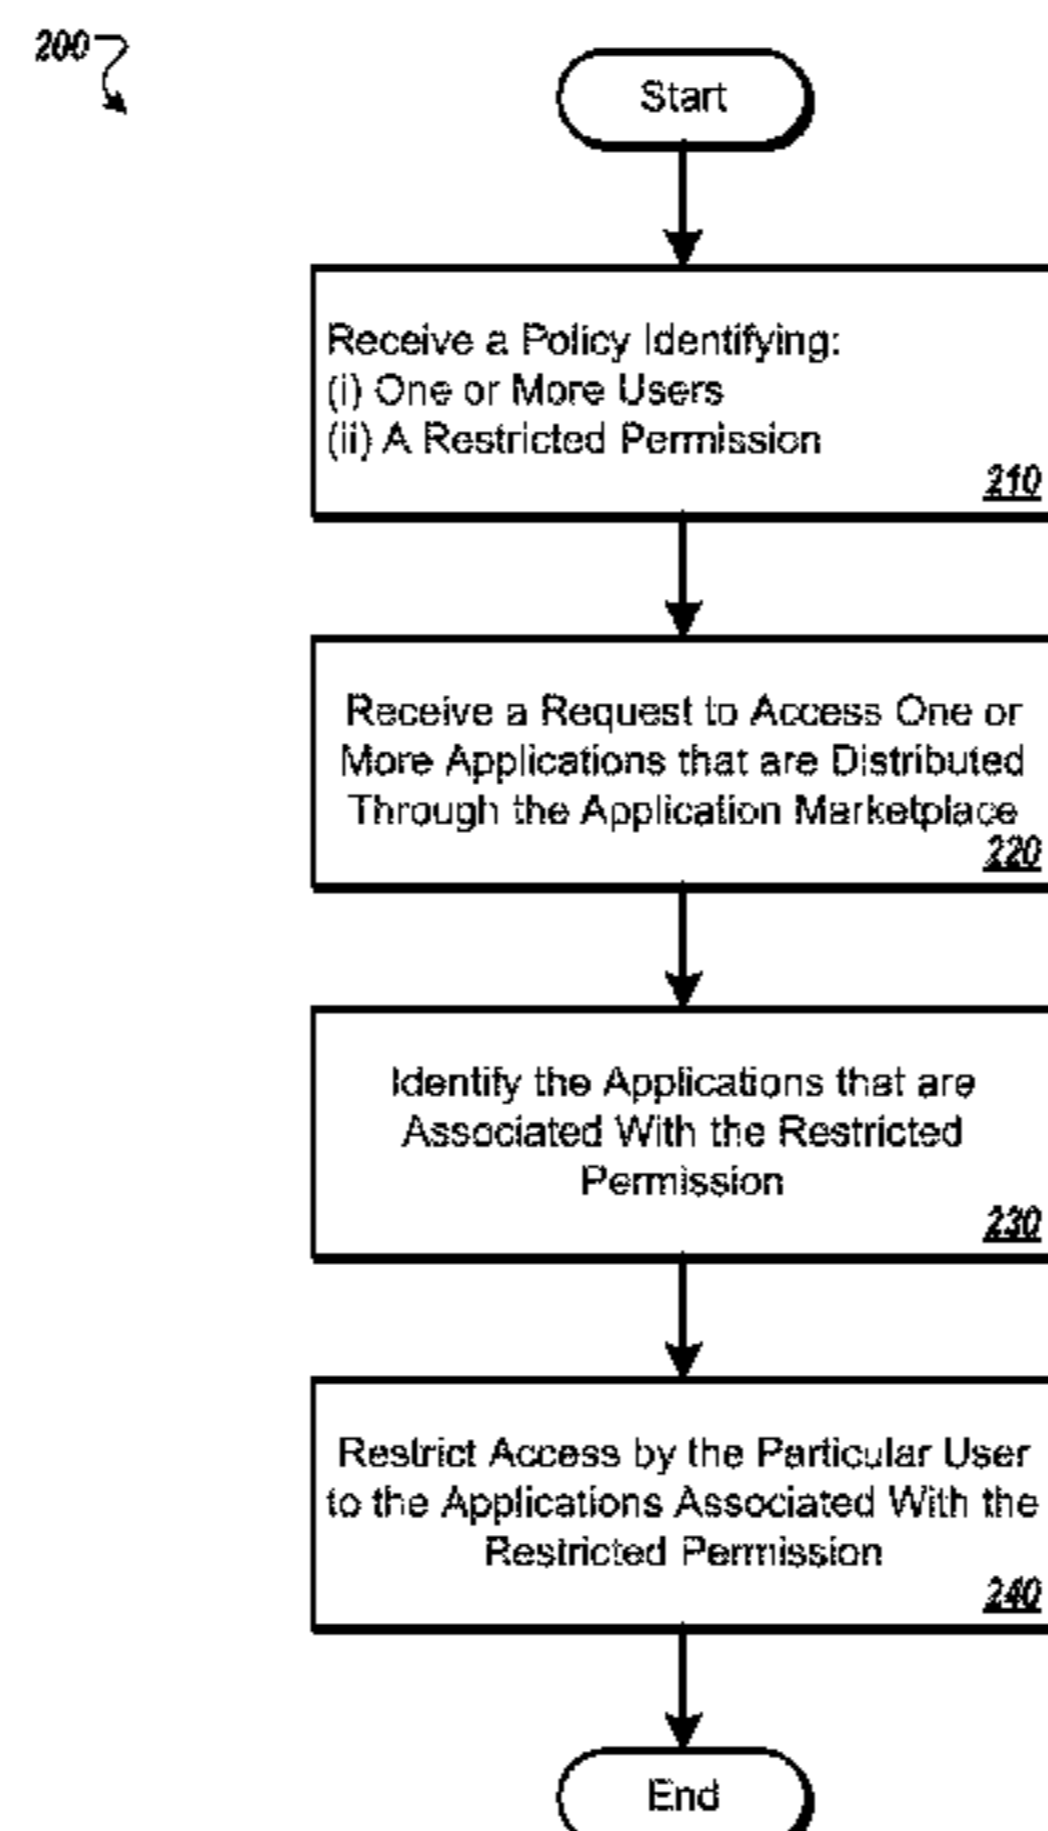 200
Start
Receive a Policy Identifying:
(i) One or More Users
(ii) A Restricted Permission
210
Receive a Request to Access One or
More Applications that are Distributed
Through the Application Marketplace
220
Identify the Applications that are
Associated With the Restricted
Permission
230
Restrict Access by the Particular User
to the Applications Associated With the
Restricted Permission
240
End